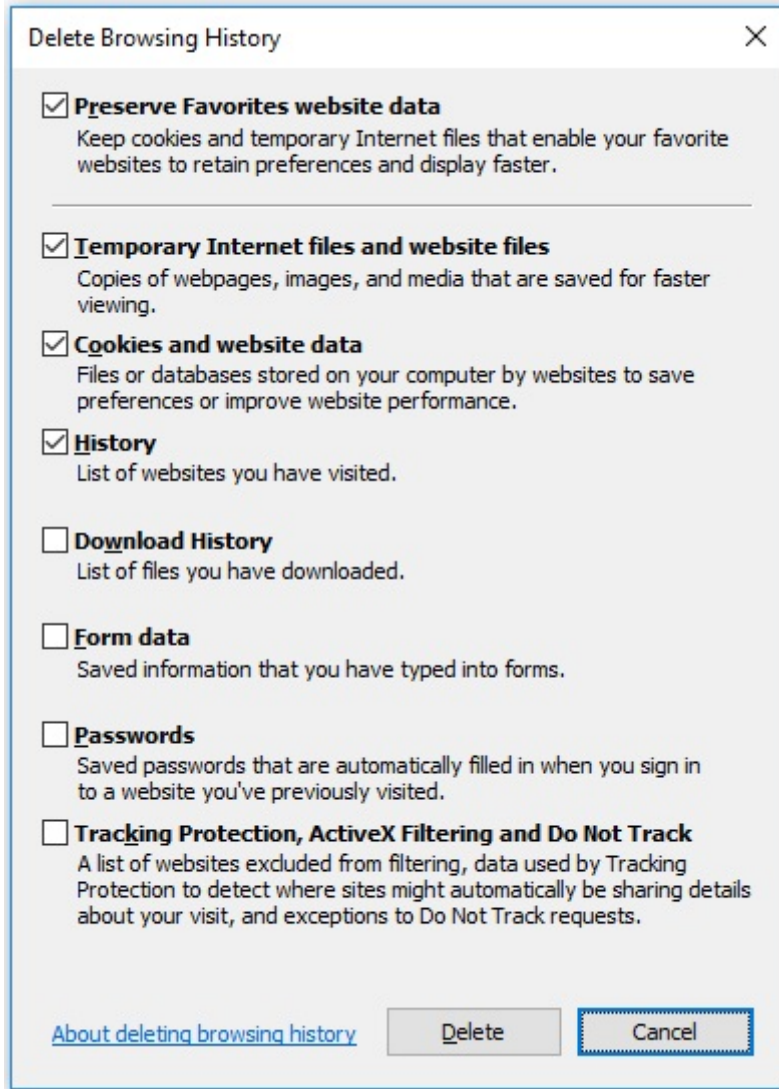 Delete Browsing History
Preserve Favorites website data
Keep cookies and temporary Internet files that enable your favorite
websites to retain preferences and display faster.
Temporary Internet files and website files
Copies of webpages, images, and media that are saved for faster
viewing.
Cookies and website data
Files or databases stored on your computer by websites to save
preferences or improve website performance.
History
List of websites you have visited.
Download History
List of files you have downloaded.
Form data
Saved information that you have typed into forms.
Passwords
Saved passwords that are automatically filled in when you sign in
to a website you've previously visited.
Tracking Protection, ActiveX Filtering and Do Not Track
A list of websites excluded from filtering, data used by Tracking
Protection to detect where sites might automatically be sharing details
about your visit, and exceptions to Do Not Track requests.
About deleting browsing history Delete Cancel